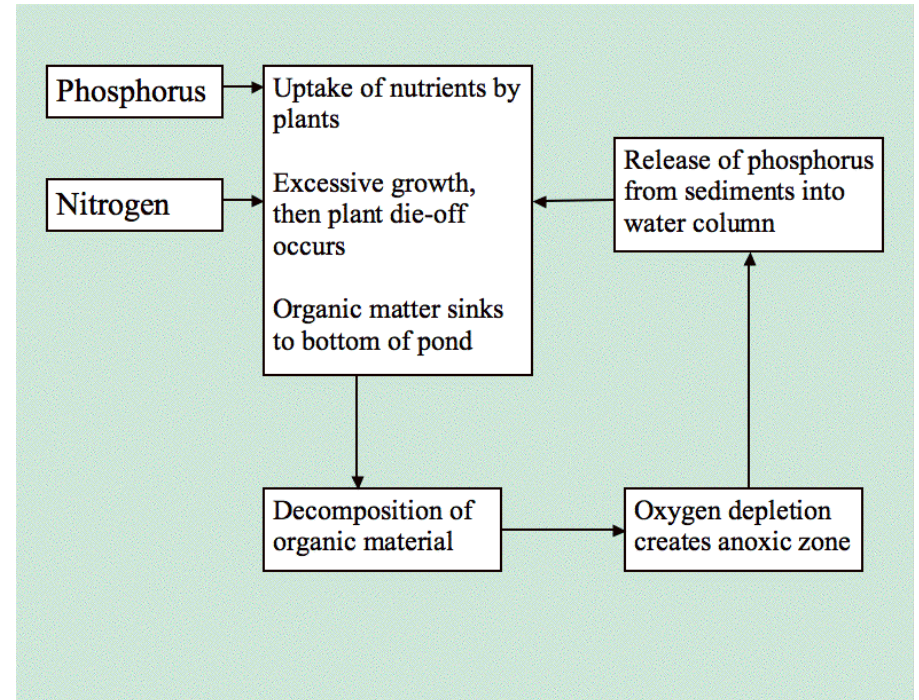 Phosphorus
Nitrogen
Uptake of nutrients by
plants
Excessive growth,
then plant die-off
occurs
Organic matter sinks
to bottom of pond
Release of phosphorus
from sediments into
water column
Decomposition of
organic material
Oxygen depletion
creates anoxic zone